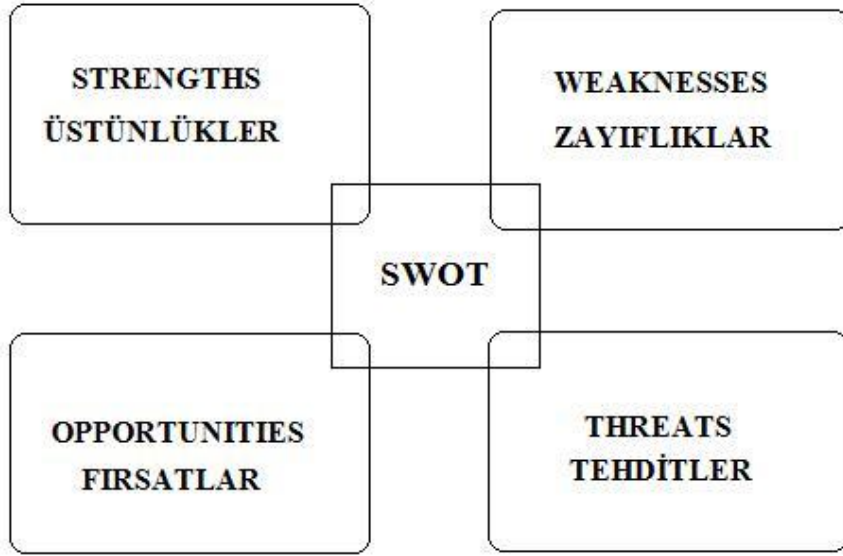 STRENGTHS
ÜSTÜNLÜKLER
WEAKNESSES
ZAYIFLIKLAR
SWOT
OPPORTUNITIES
FIRSATLAR
THREATS
TEHDİTLER